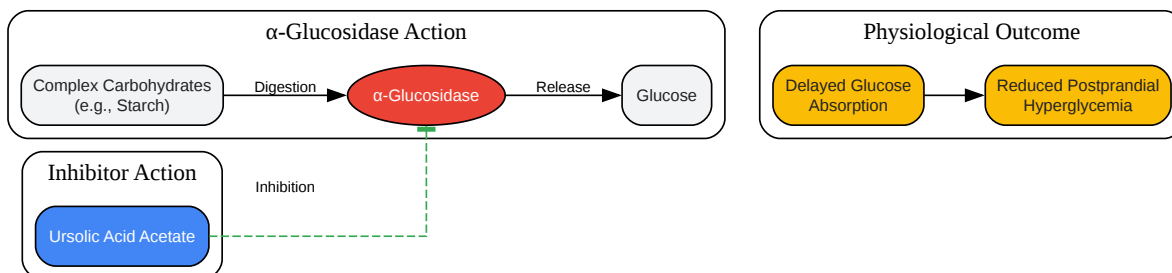 α-Glucosidase Action
Complex Carbohydrates
(e.g., Starch)
Digestion
α-Glucosidase
Release
Glucose
Physiological Outcome
Delayed Glucose
Absorption
Reduced Postprandial
Hyperglycemia
Inhibitor Action
Inhibition
Ursolic Acid Acetate